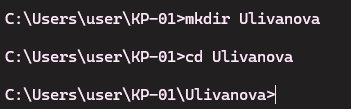 C:\Users\user\KP-01>mkdir Ulivanova
C:\Users\user\KP-01>cd Ulivanova
C:\Users\user\KP-01\Ulivanova>